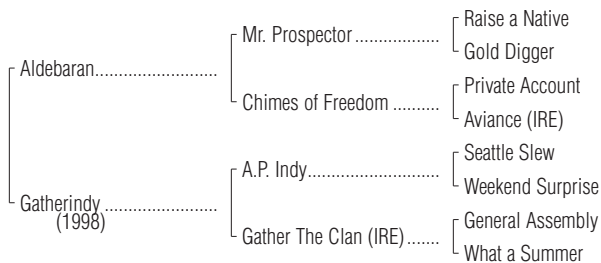 Raise a Native
Mr. Prospector ..................
Gold Digger
Aldebaran..........................
Private Account
Chimes of Freedom ..........
Aviance (IRE)
Seattle Slew
A.P. Indy............................
Weekend Surprise
Gatherindy ........................
(1998)
General Assembly
Gather The Clan (IRE).......
What a Summer